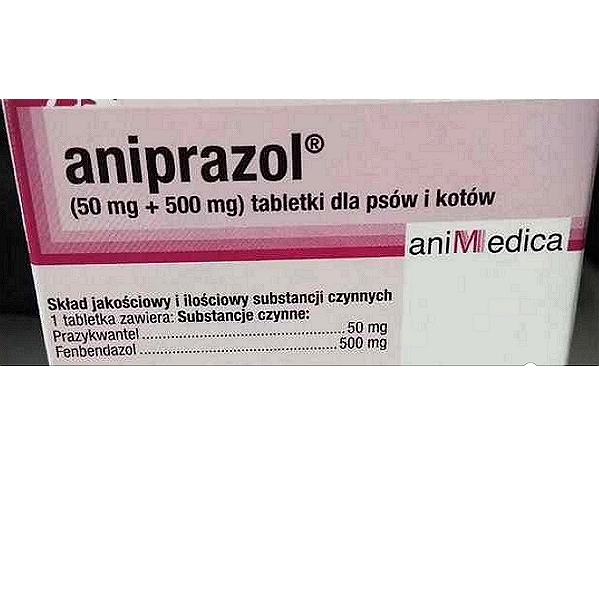 aniprazol®
(50 mg + 500 mg) tabletki dla psów i kotów
aniMedica
Skład jakościowy i ilościowy substancji czynnych
1 tabletka zawiera: Substancje czynne:
Prazykwantel ........................................ 50 mg
Fenbendazol ........................................ 500 mg